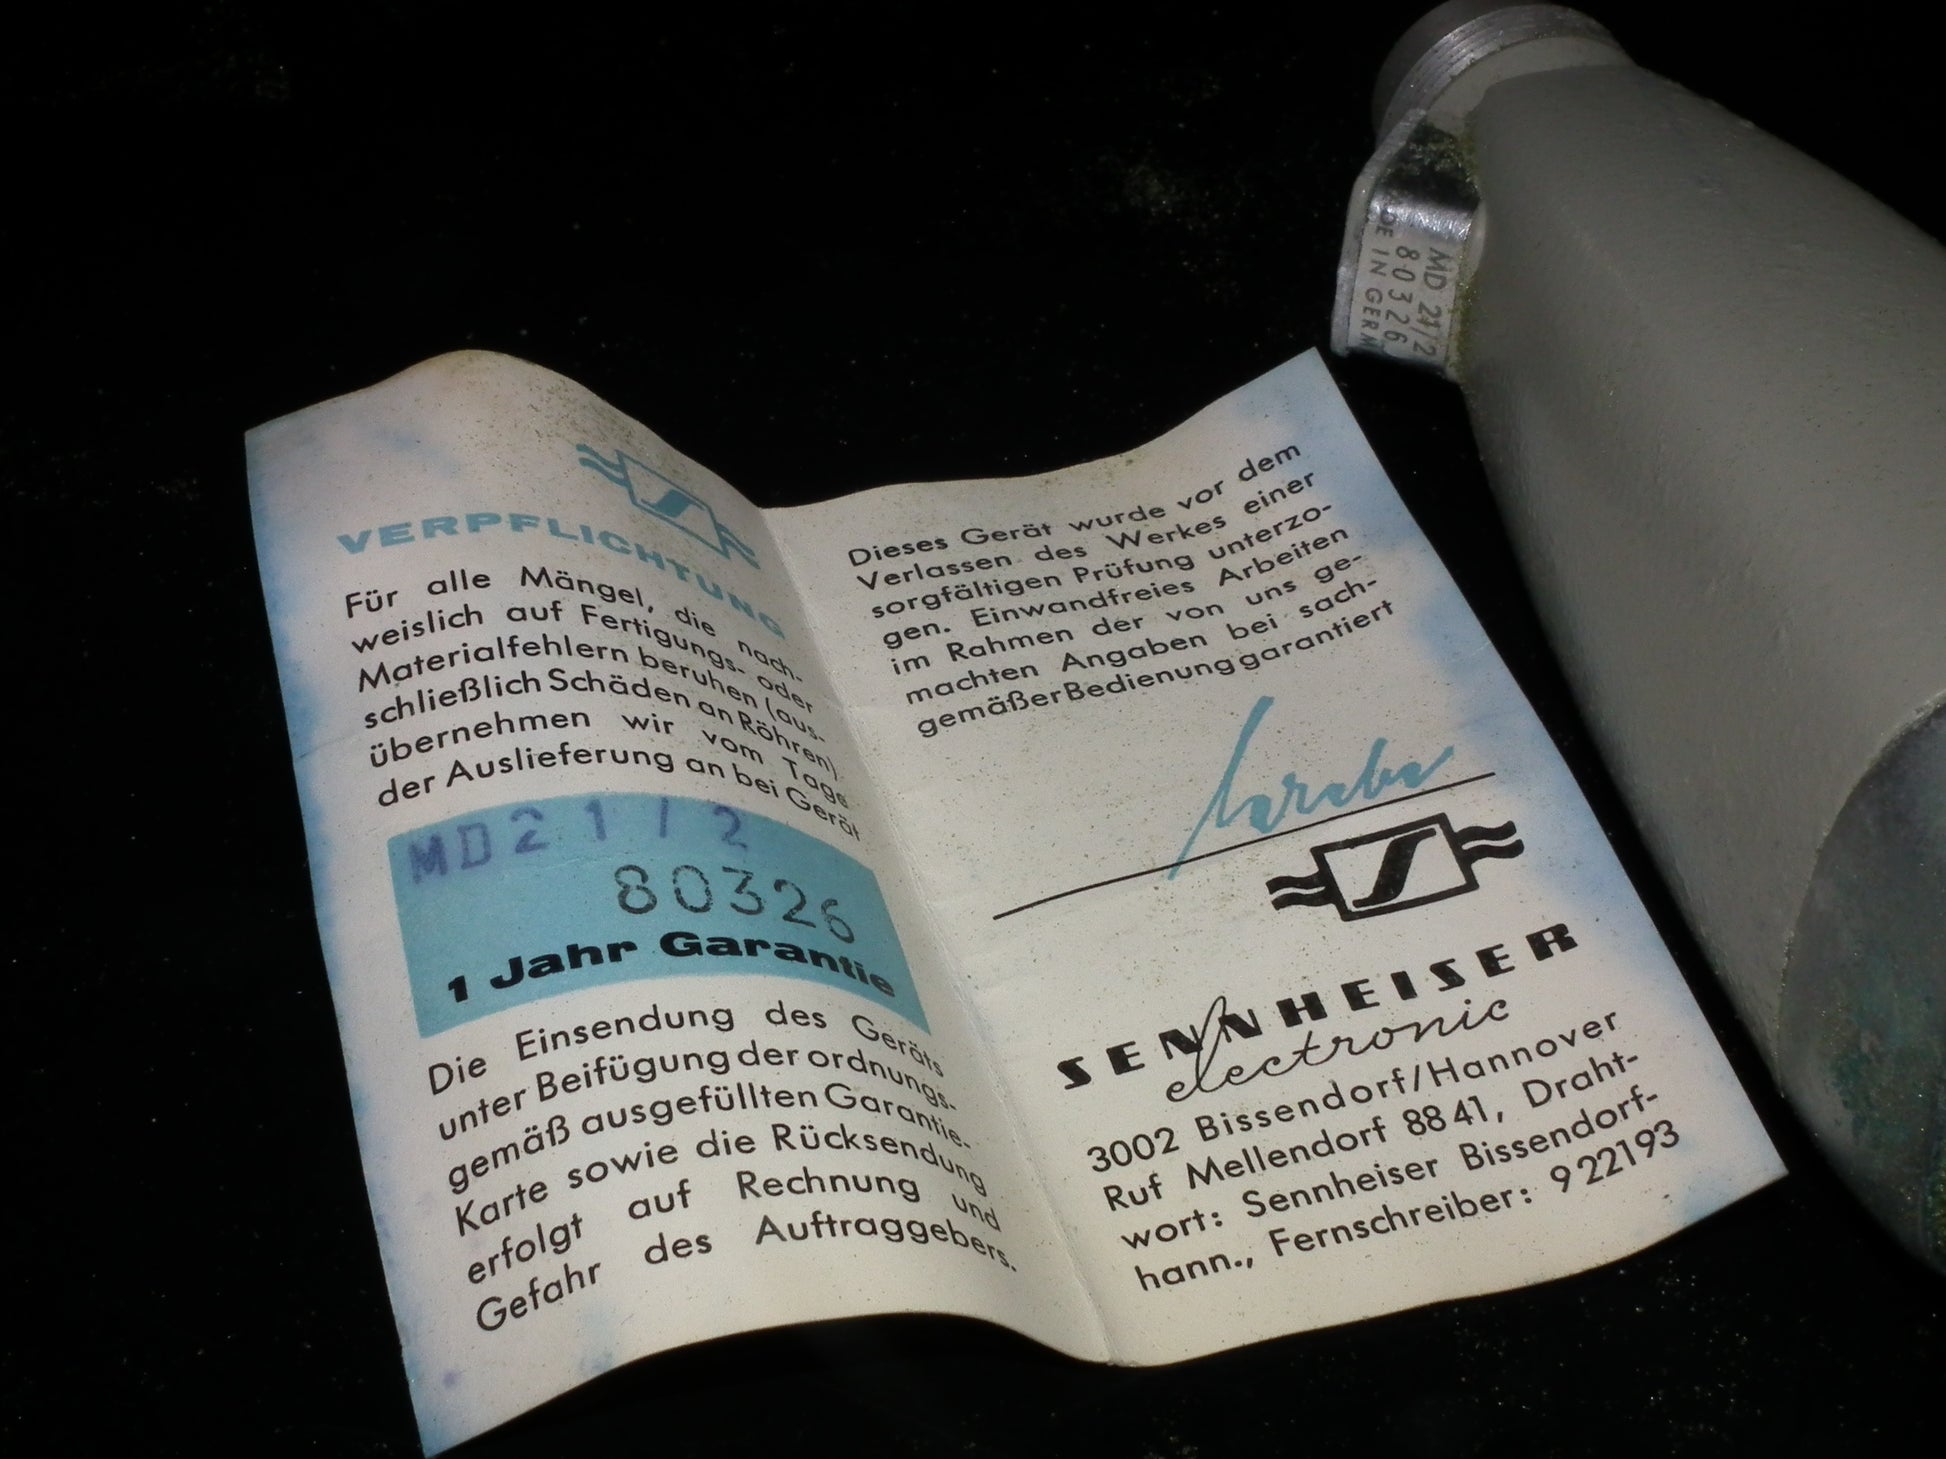 VERPFLICHTUNG
Für alle Mängel, die nach-
weislich auf Fertigungs- oder
Materialfehlern beruhen (aus-
schließlich Schäden an Röhren)
übernehmen wir vom Tage
der Auslieferung an bei Gerät
MD21/2
80326
1 Jahr Garantie
Die Einsendung des Geräts
unter Beifügung der ordnungs-
gemäß ausgefüllten Garantie-
Karte sowie die Rücksendung
erfolgt auf Rechnung und
Gefahr des Auftraggebers.
Dieses Gerät wurde vor dem
Verlassen des Werkes einer
sorgfältigen Prüfung unterzo-
gen. Einwandfreies Arbeiten
im Rahmen der von uns ge-
machten Angaben bei sach-
gemäßer Bedienung garantiert
SENNHEISER
electronic
3002 Bissendorf/Hannover
Ruf Mellendorf 8841, Draht-
wort: Sennheiser Bissendorf-
hann., Fernschreiber: 922193
MD 21/2
80326
DE IN GERM